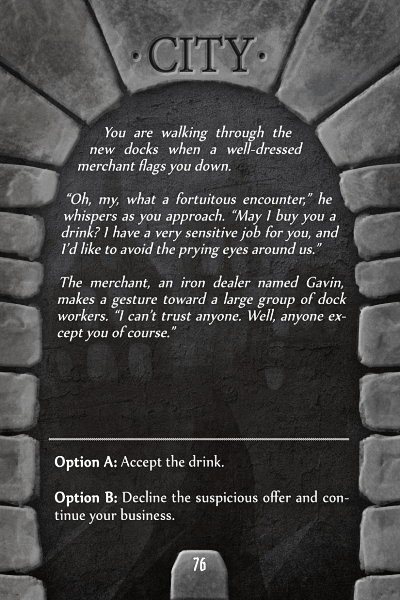 · CITY ·
You are walking through the
new docks when a well-dressed
merchant flags you down.
“Oh, my, what a fortuitous encounter,” he
whispers as you approach. “May I buy you a
drink? I have a very sensitive job for you, and
I’d like to avoid the prying eyes around us.”
The merchant, an iron dealer named Gavin,
makes a gesture toward a large group of dock
workers. “I can’t trust anyone. Well, anyone ex-
cept you of course.”
Option A: Accept the drink.
Option B: Decline the suspicious offer and con-
tinue your business.
76